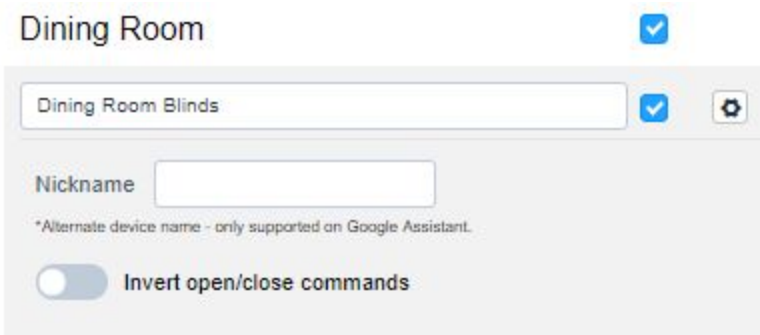 Dining Room
Dining Room Blinds
Nickname
*Alternate device name - only supported on Google Assistant.
Invert open/close commands